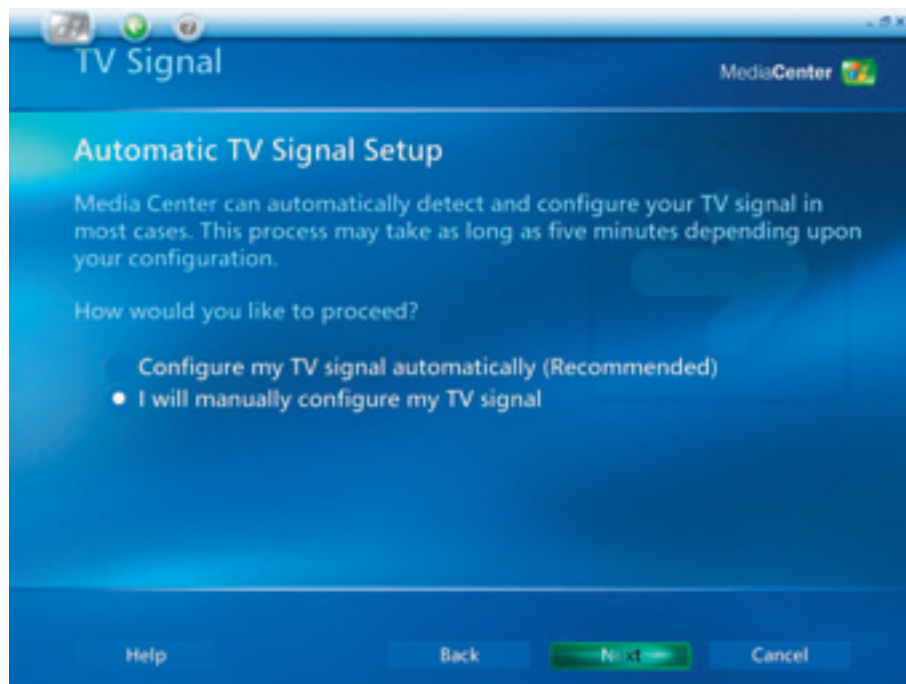 TV Signal
MediaCenter
Automatic TV Signal Setup
Media Center can automatically detect and configure your TV signal in
most cases. This process may take as long as five minutes depending upon
your configuration.
How would you like to proceed?
Configure my TV signal automatically (Recommended)
I will manually configure my TV signal
Help Back Next Cancel